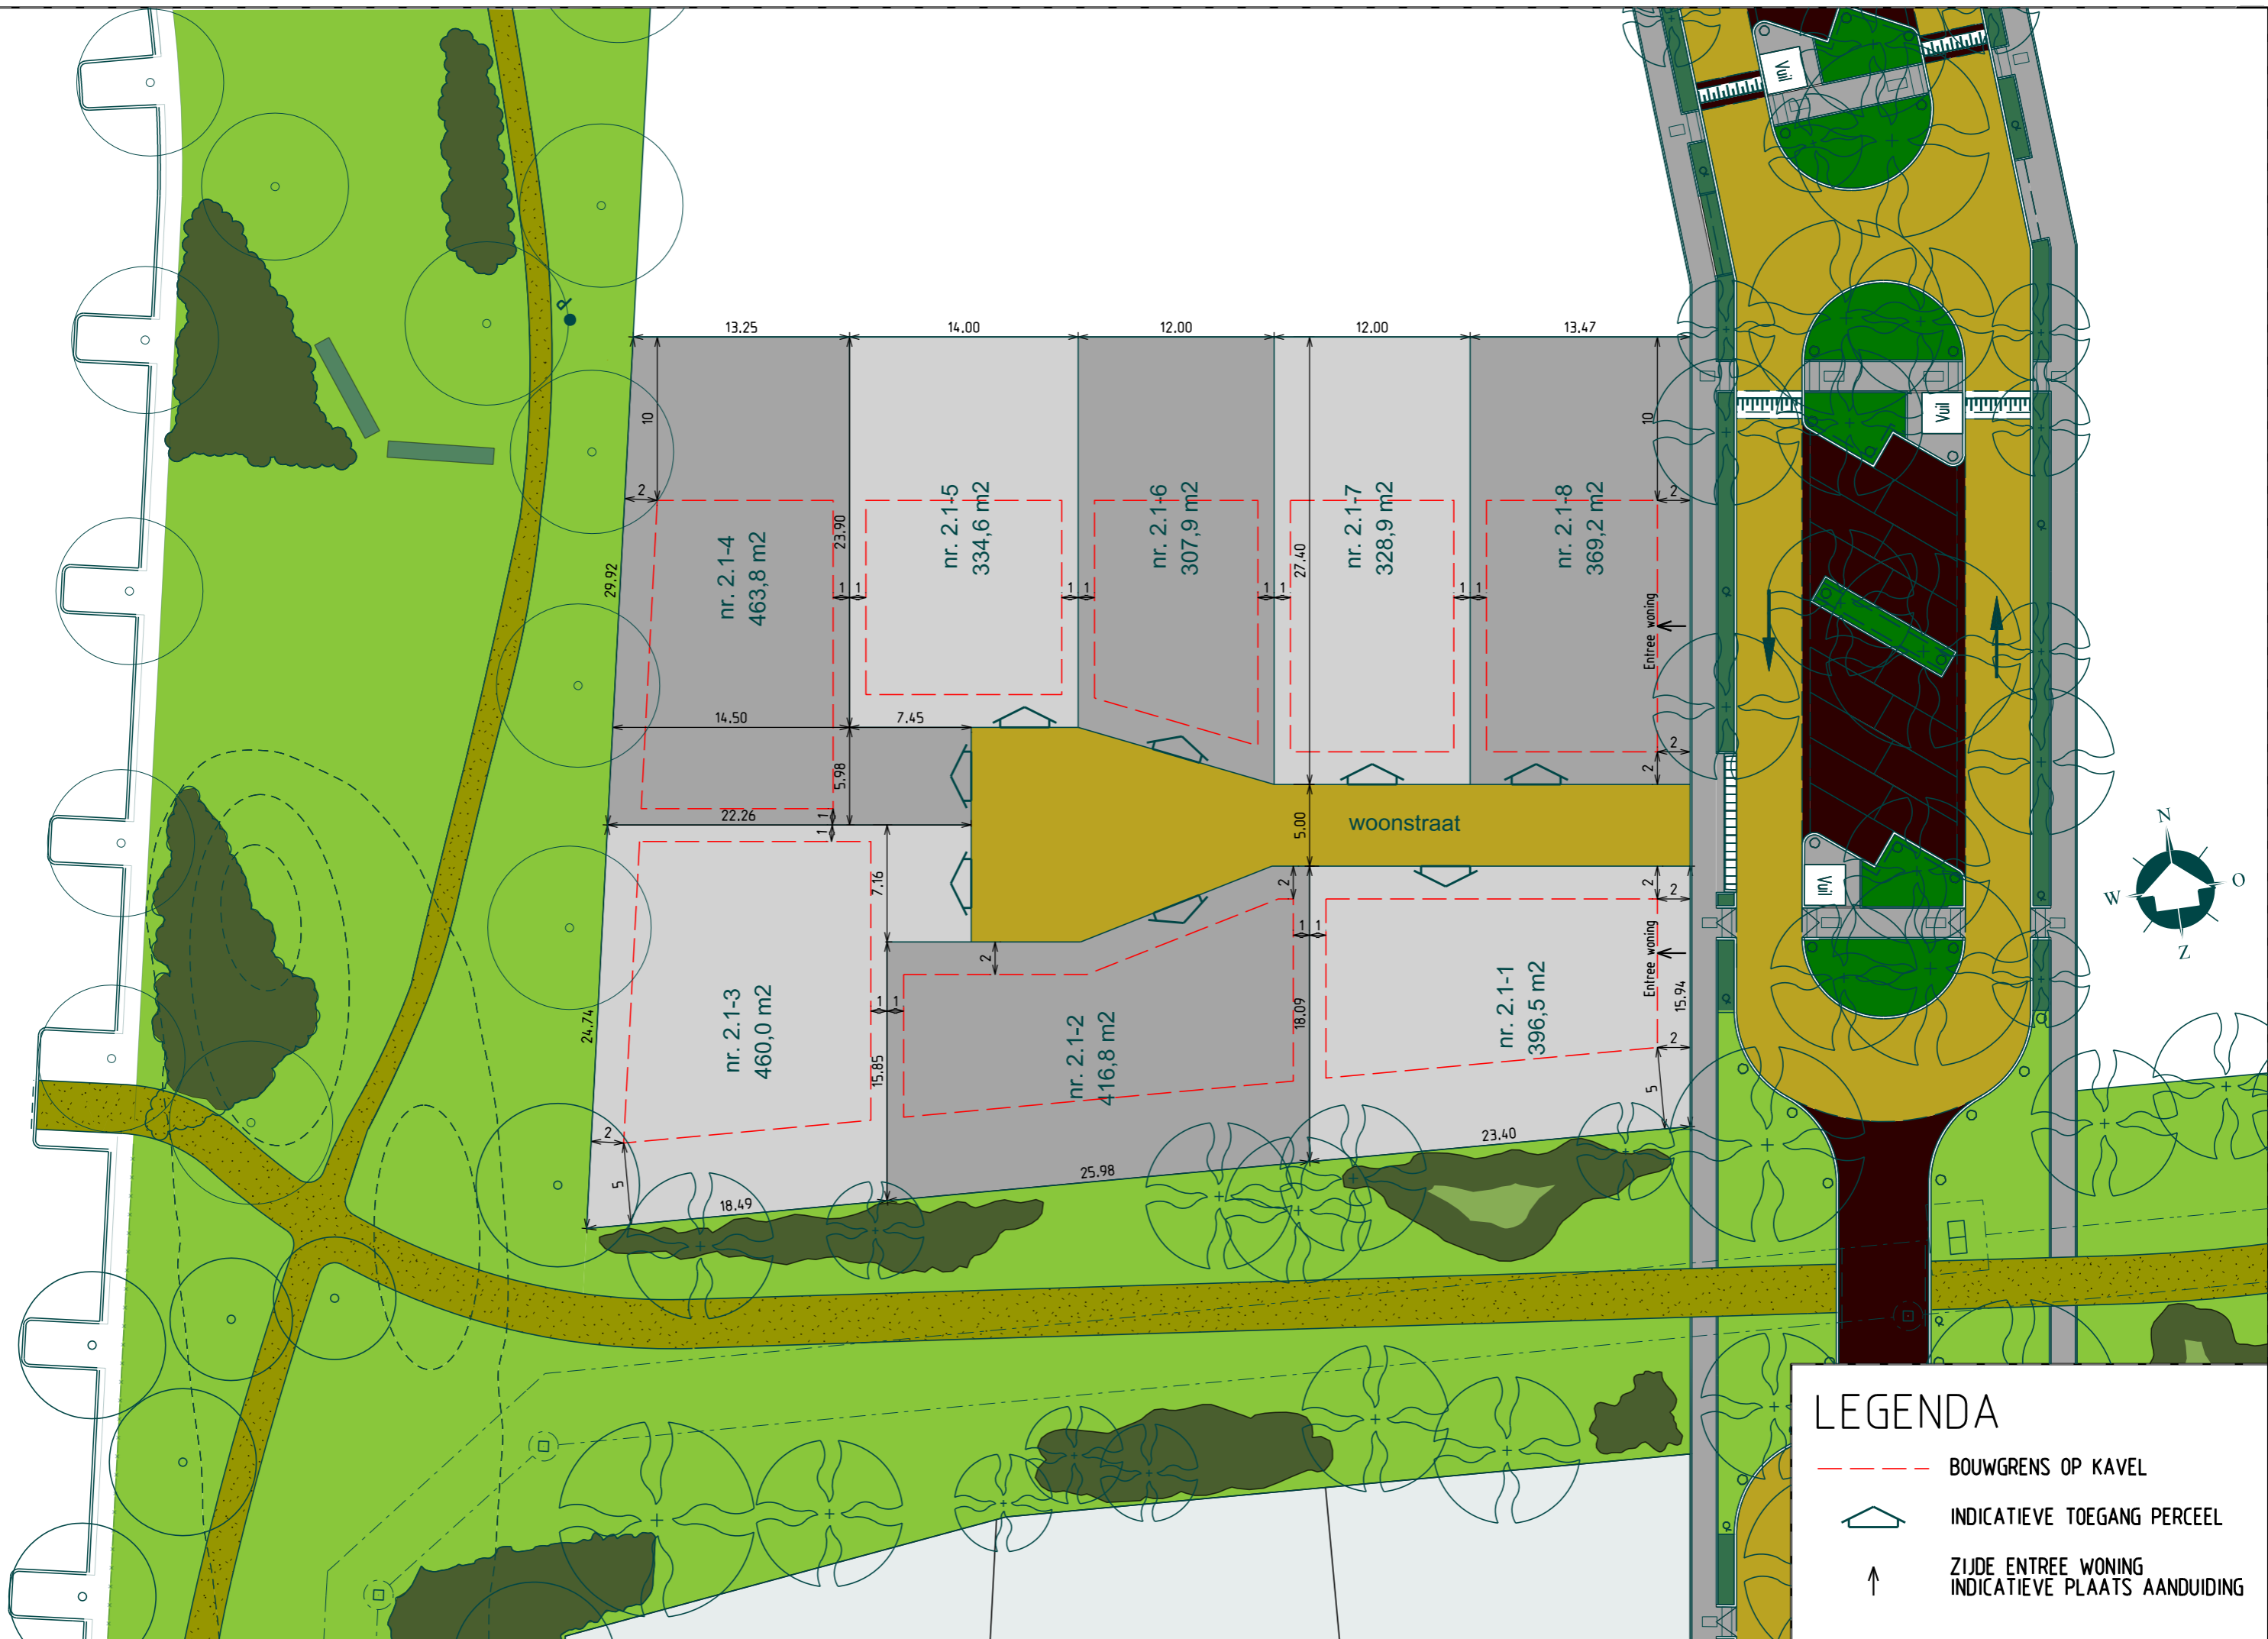 Vuil
13.25
14.00
12.00
12.00
13.47
10
10
Vuil
2
2
nr. 2.1-4
463,8 m2
23.90
nr. 2.1-5
334,6 m2
nr. 2.1-6
307,9 m2
27.40
nr. 2.1-7
328,9 m2
nr. 2.1-8
369,2 m2
29.92
1 1
1 1
1 1
1 1
Entree woning
14.50
7.45
2
2
5.98
22.26
1
1
5.00
woonstraat
N
W
O
Z
7.16
2
2
2
Vuil
24.74
nr. 2.1-3
460,0 m2
1 1
15.85
2
nr. 2.1-2
416,8 m2
1 1
18.09
nr. 2.1-1
396,5 m2
Entree woning
15.94
2
5
2
5
18.49
25.98
23.40
LEGENDA
BOUWGRENS OP KAVEL
INDICATIEVE TOEGANG PERCEEL
ZIJDE ENTREE WONING
INDICATIEVE PLAATS AANDUIDING